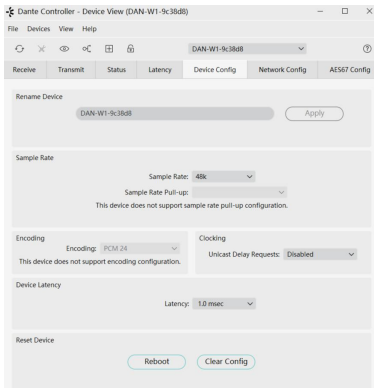 Dante Controller - Device View (DAN-W1-9c38d8)
File Devices View Help
DAN-W1-9c38d8
Receive Transmit Status Latency Device Config Network Config AES67 Config
Rename Device
DAN-W1-9c38d8 Apply
Sample Rate
Sample Rate: 48k
Sample Rate Pull-up:
This device does not support sample rate pull-up configuration.
Encoding
Encoding: PCM 24
This device does not support encoding configuration.
Clocking
Unicast Delay Requests: Disabled
Device Latency
Latency: 1.0 msec
Reset Device
Reboot Clear Config